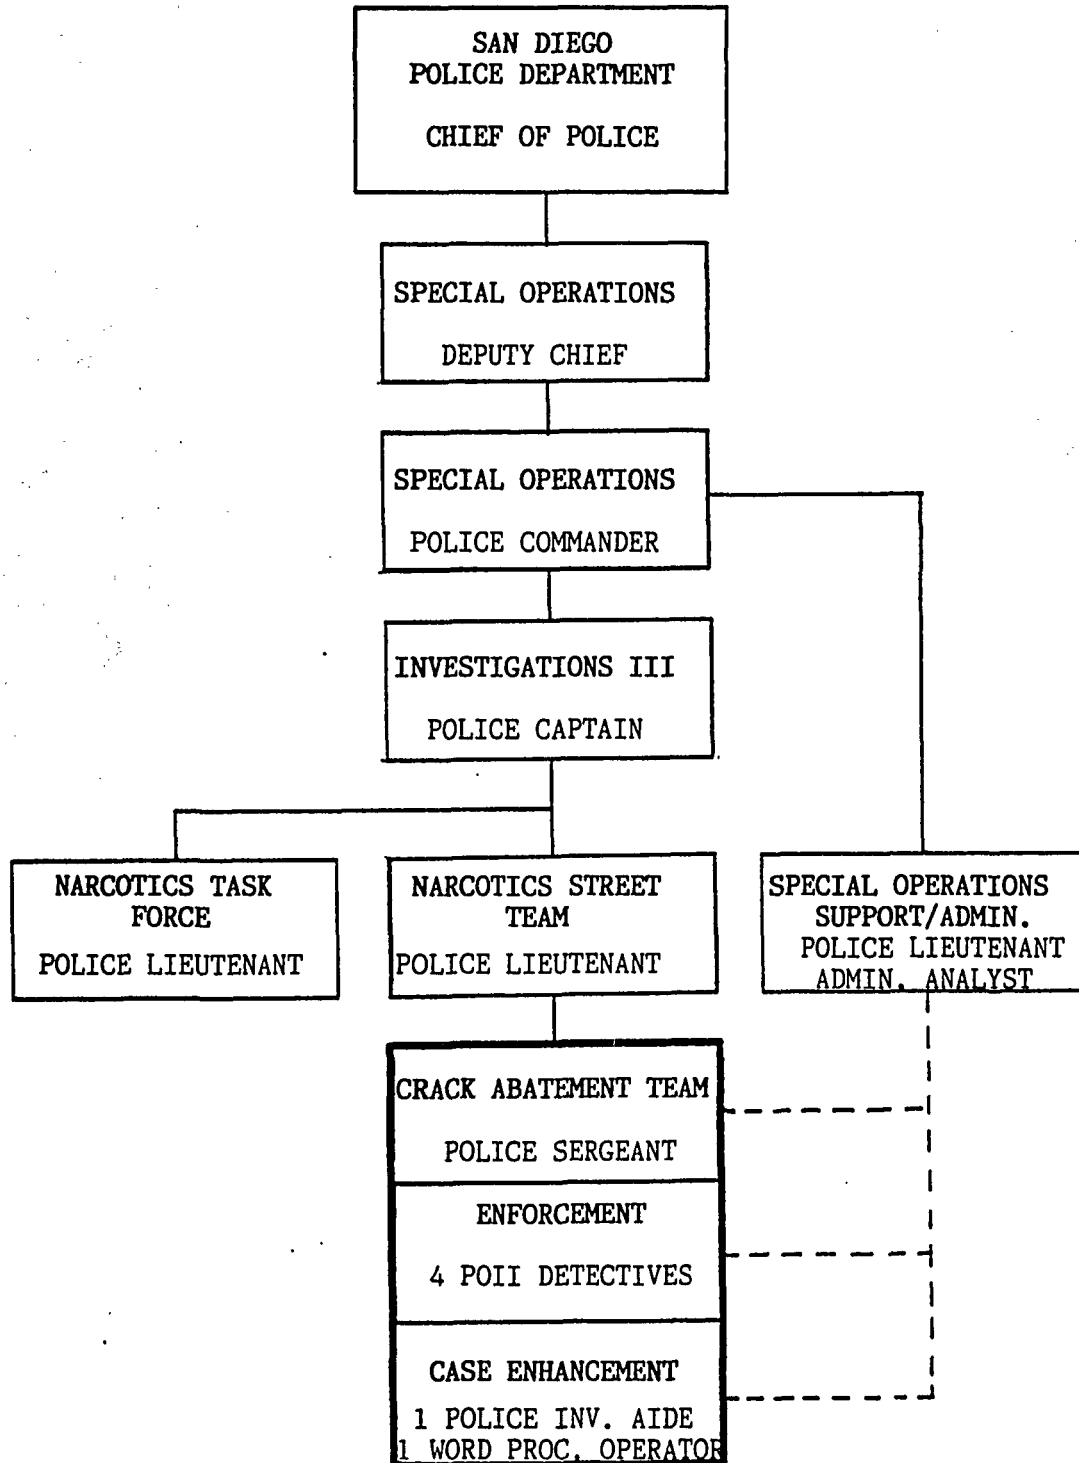 SAN DIEGO
POLICE DEPARTMENT
CHIEF OF POLICE
SPECIAL OPERATIONS
DEPUTY CHIEF
SPECIAL OPERATIONS
POLICE COMMANDER
INVESTIGATIONS III
POLICE CAPTAIN
NARCOTICS TASK
FORCE
POLICE LIEUTENANT
NARCOTICS STREET
TEAM
POLICE LIEUTENANT
SPECIAL OPERATIONS
SUPPORT/ADMIN.
POLICE LIEUTENANT
ADMIN. ANALYST
CRACK ABATEMENT TEAM
POLICE SERGEANT
ENFORCEMENT
4 POII DETECTIVES
CASE ENHANCEMENT
1 POLICE INV. AIDE
1 WORD PROC. OPERATOR